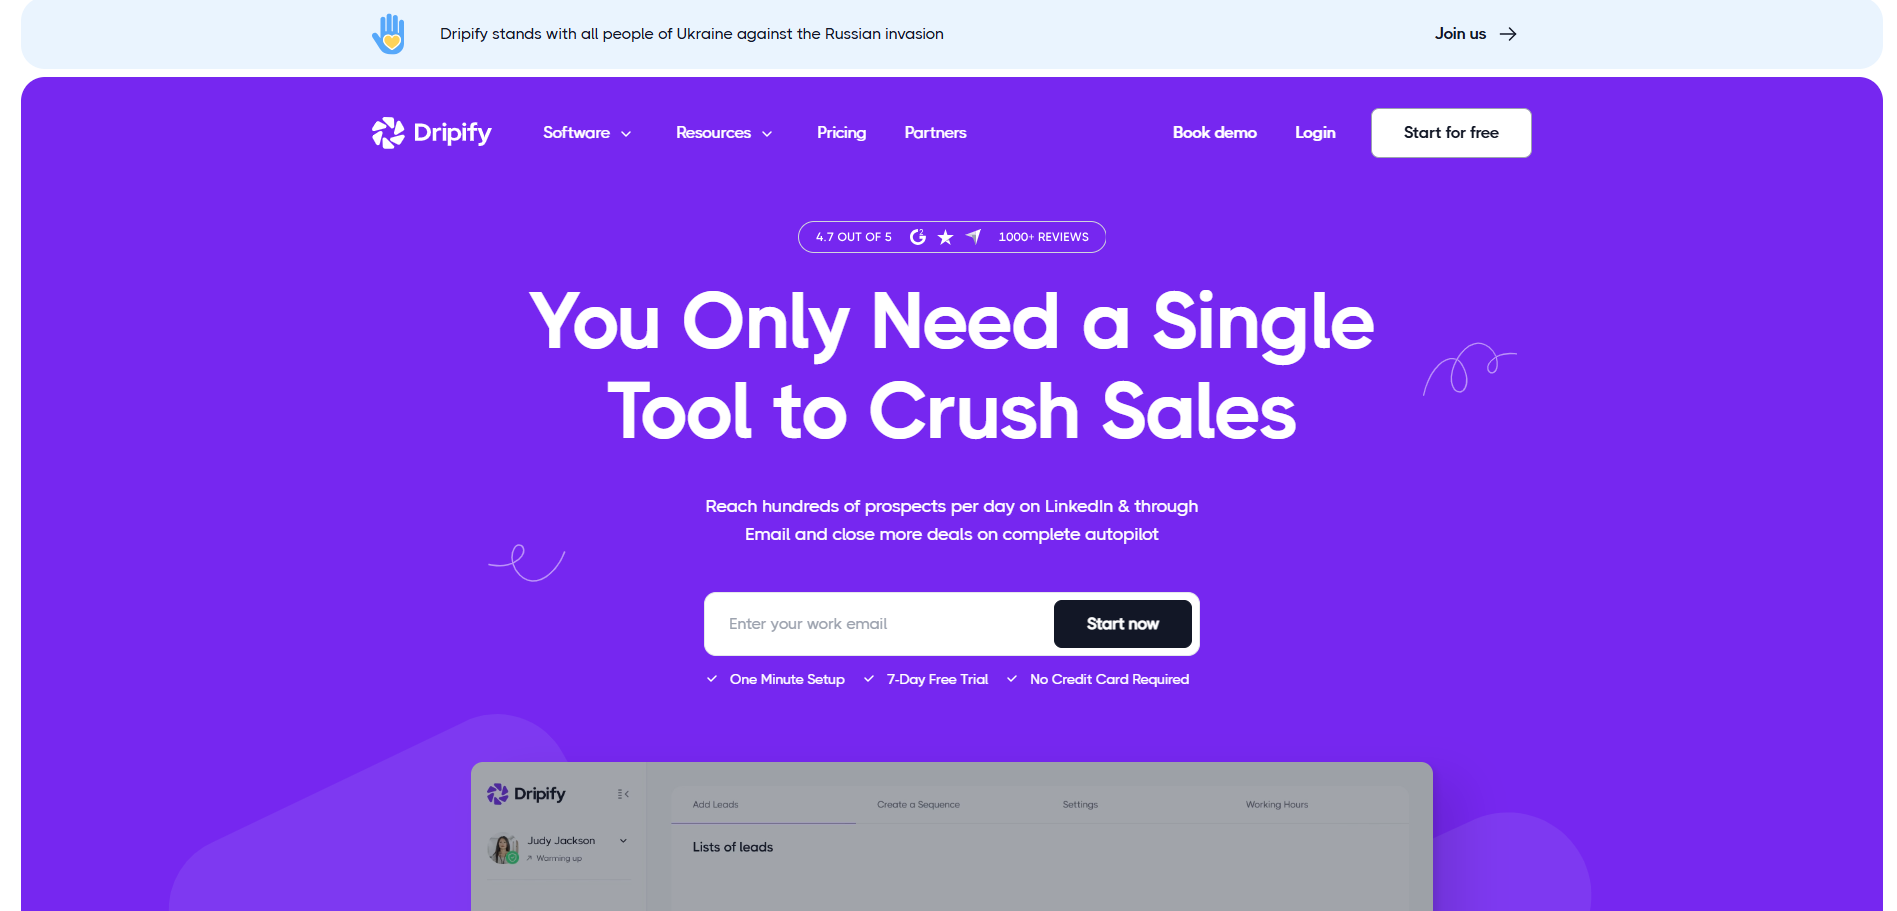 Dripify stands with all people of Ukraine against the Russian invasion
Join us
Dripify
Software
Resources
Pricing
Partners
Book demo
Login
Start for free
4.7 OUT OF 5
1000+ REVIEWS
You Only Need a Single
Tool to Crush Sales
Reach hundreds of prospects per day on LinkedIn & through
Email and close more deals on complete autopilot
Enter your work email
Start now
One Minute Setup
7-Day Free Trial
No Credit Card Required
Dripify
Judy Jackson
Warming up
Add Leads
Create a Sequence
Settings
Working Hours
Lists of leads